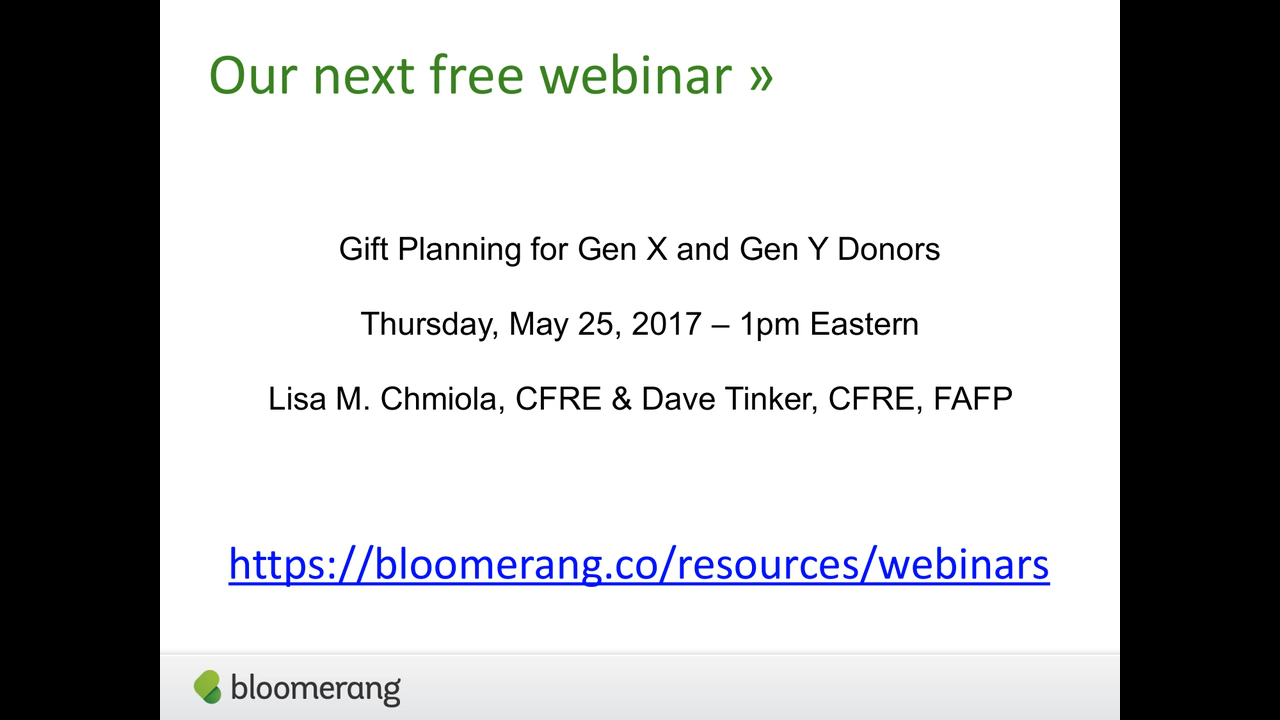 Our next free webinar »
Gift Planning for Gen X and Gen Y Donors
Thursday, May 25, 2017 – 1pm Eastern
Lisa M. Chmiola, CFRE & Dave Tinker, CFRE, FAFP
https://bloomerang.co/resources/webinars
bloomerang